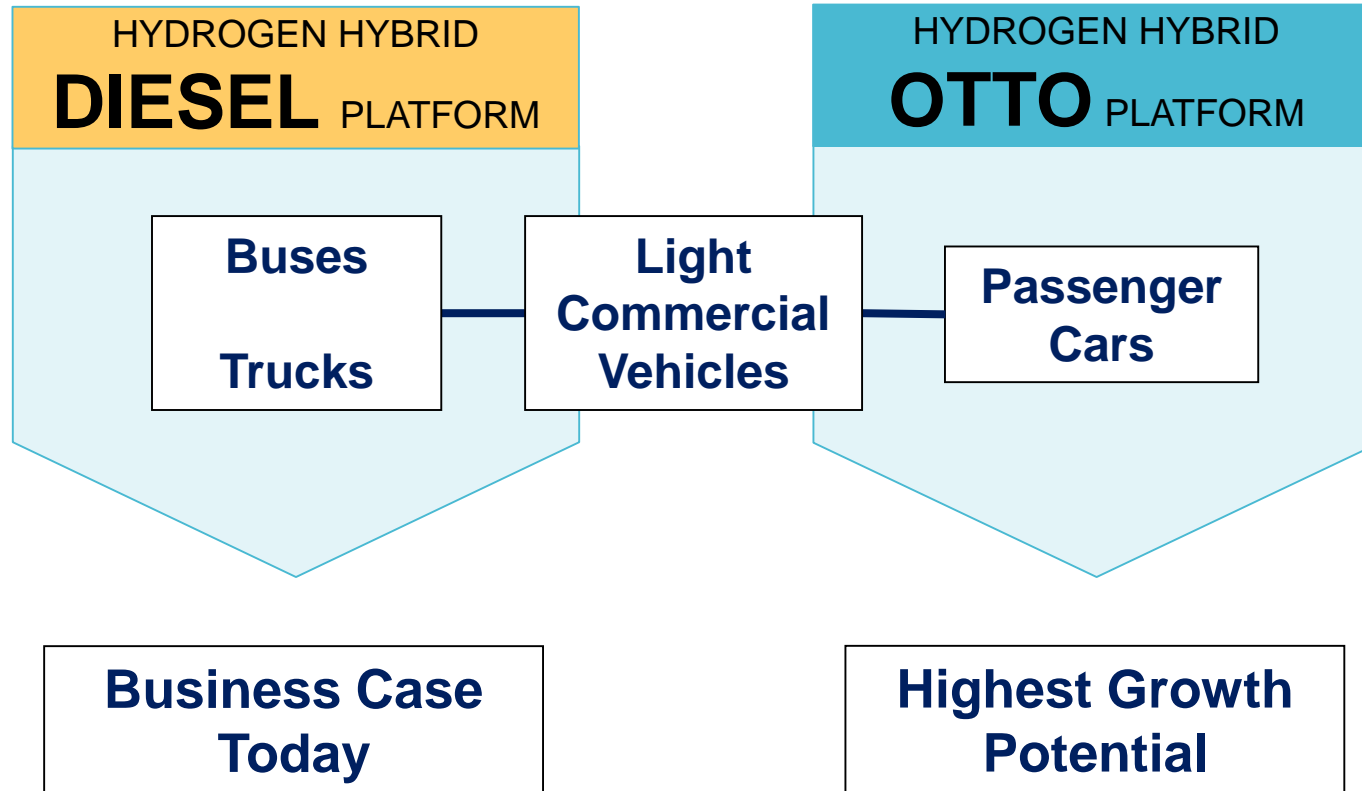 HYDROGEN HYBRID
DIESEL PLATFORM
HYDROGEN HYBRID
OTTO PLATFORM
Buses
Trucks
Light
Commercial
Vehicles
Passenger
Cars
Business Case
Today
Highest Growth
Potential